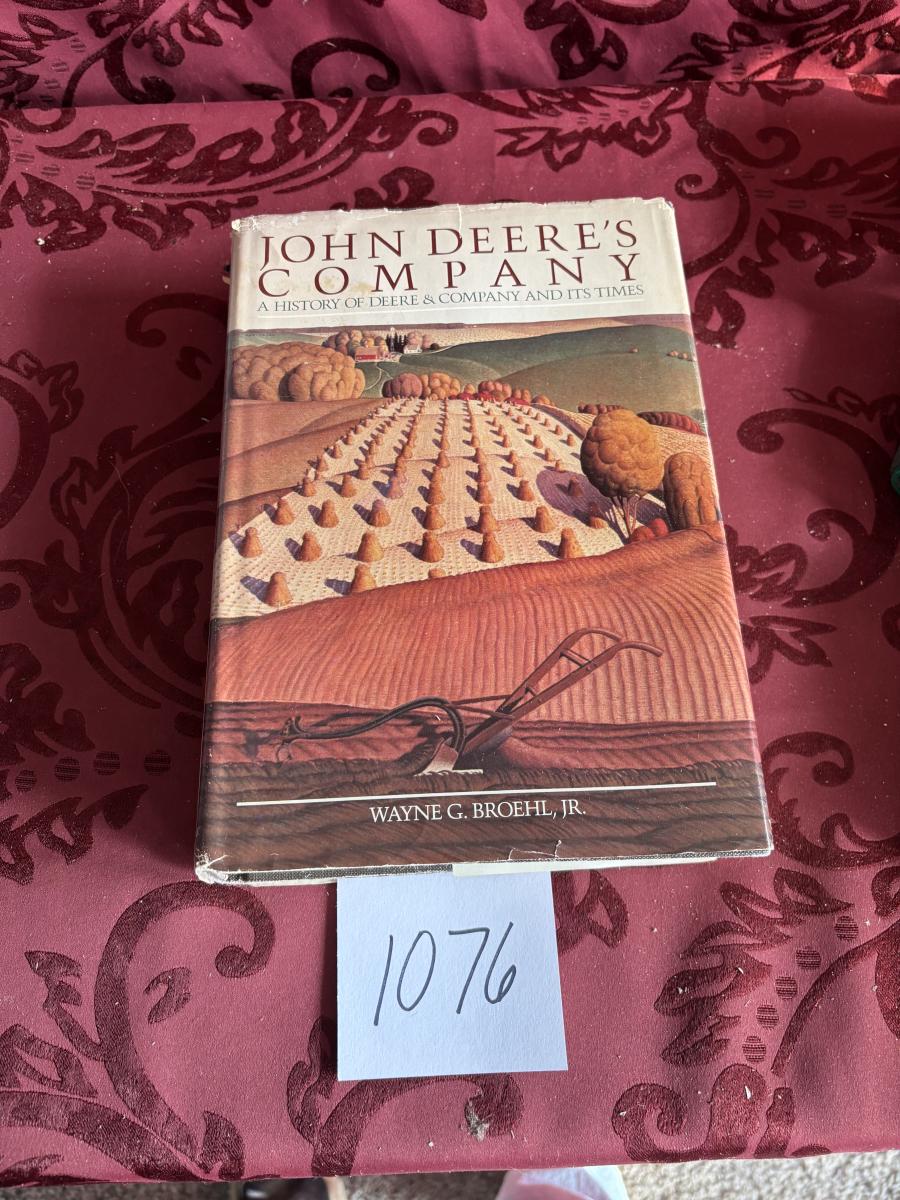 JOHN DEERE'S
COMPANY
A HISTORY OF DEERE & COMPANY AND ITS TIMES
WAYNE G. BROEHL, JR.
1076